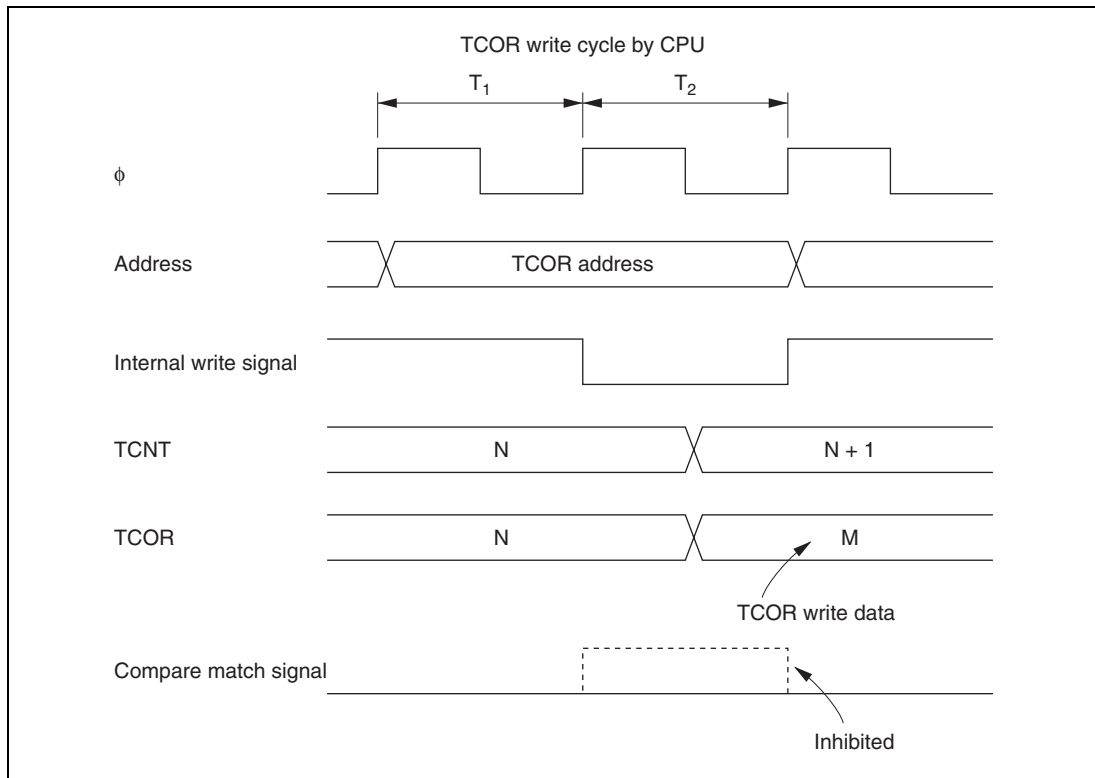 TCOR write cycle by CPU
T1 T2
ϕ
Address TCOR address
Internal write signal
TCNT N N + 1
TCOR N M
TCOR write data
Compare match signal
Inhibited